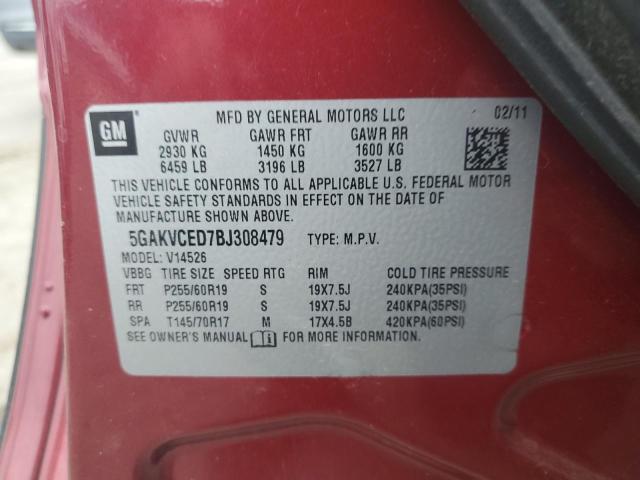 MFD BY GENERAL MOTORS LLC 02/11
GM
GVWR GAWR FRT GAWR RR
2930 KG 1450 KG 1600 KG
6459 LB 3196 LB 3527 LB
THIS VEHICLE CONFORMS TO ALL APPLICABLE U.S. FEDERAL MOTOR
VEHICLE SAFETY STANDARDS IN EFFECT ON THE DATE OF
MANUFACTURE SHOWN ABOVE.
5GAKVCED7BJ308479 TYPE: M.P.V.
MODEL: V14526
VBBG TIRE SIZE SPEED RTG RIM COLD TIRE PRESSURE
FRT P255/60R19 S 19X7.5J 240KPA(35PSI)
RR P255/60R19 S 19X7.5J 240KPA(35PSI)
SPA T145/70R17 M 17X4.5B 420KPA(60PSI)
SEE OWNER'S MANUAL FOR MORE INFORMATION.